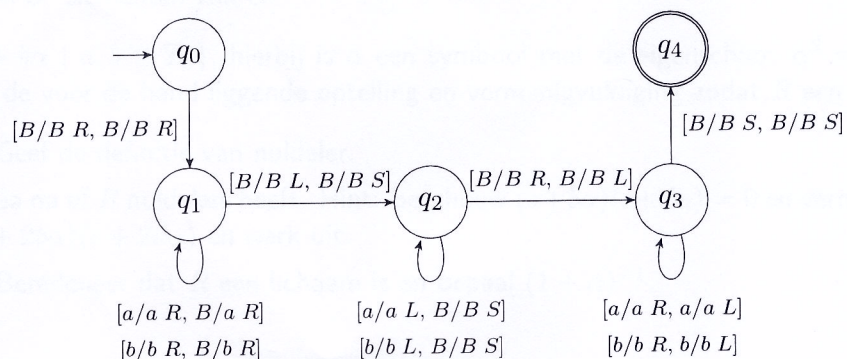 q0
q4
[B/B R, B/B R]
[B/B S, B/B S]
q1
[B/B L, B/B S]
q2
[B/B R, B/B L]
q3
[a/a R, B/a R]
[b/b R, B/b R]
[a/a L, B/B S]
[b/b L, B/B S]
[a/a R, a/a L]
[b/b R, b/b L]